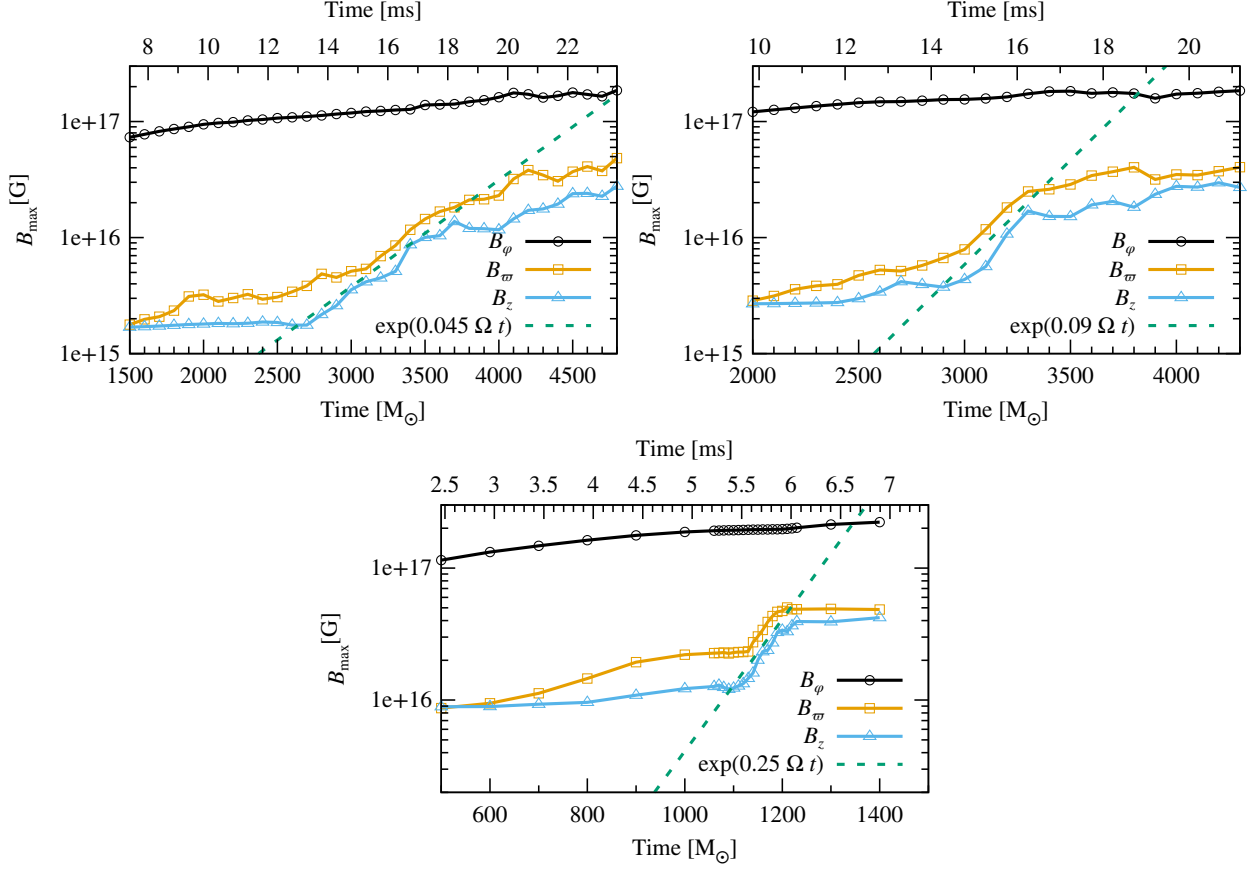 Time [ms]
8 10 12 14 16 18 20 22
1e+17
1e+16
1e+15
B_max[G]
B_φ
B_ϖ
B_z
exp(0.045 Ω t)
1500 2000 2500 3000 3500 4000 4500
Time [M_⊙]
Time [ms]
10 12 14 16 18 20
1e+17
1e+16
1e+15
B_max[G]
B_φ
B_ϖ
B_z
exp(0.09 Ω t)
2000 2500 3000 3500 4000
Time [M_⊙]
Time [ms]
2.5 3 3.5 4 4.5 5 5.5 6 6.5 7
1e+17
1e+16
B_max[G]
B_φ
B_ϖ
B_z
exp(0.25 Ω t)
600 800 1000 1200 1400
Time [M_⊙]